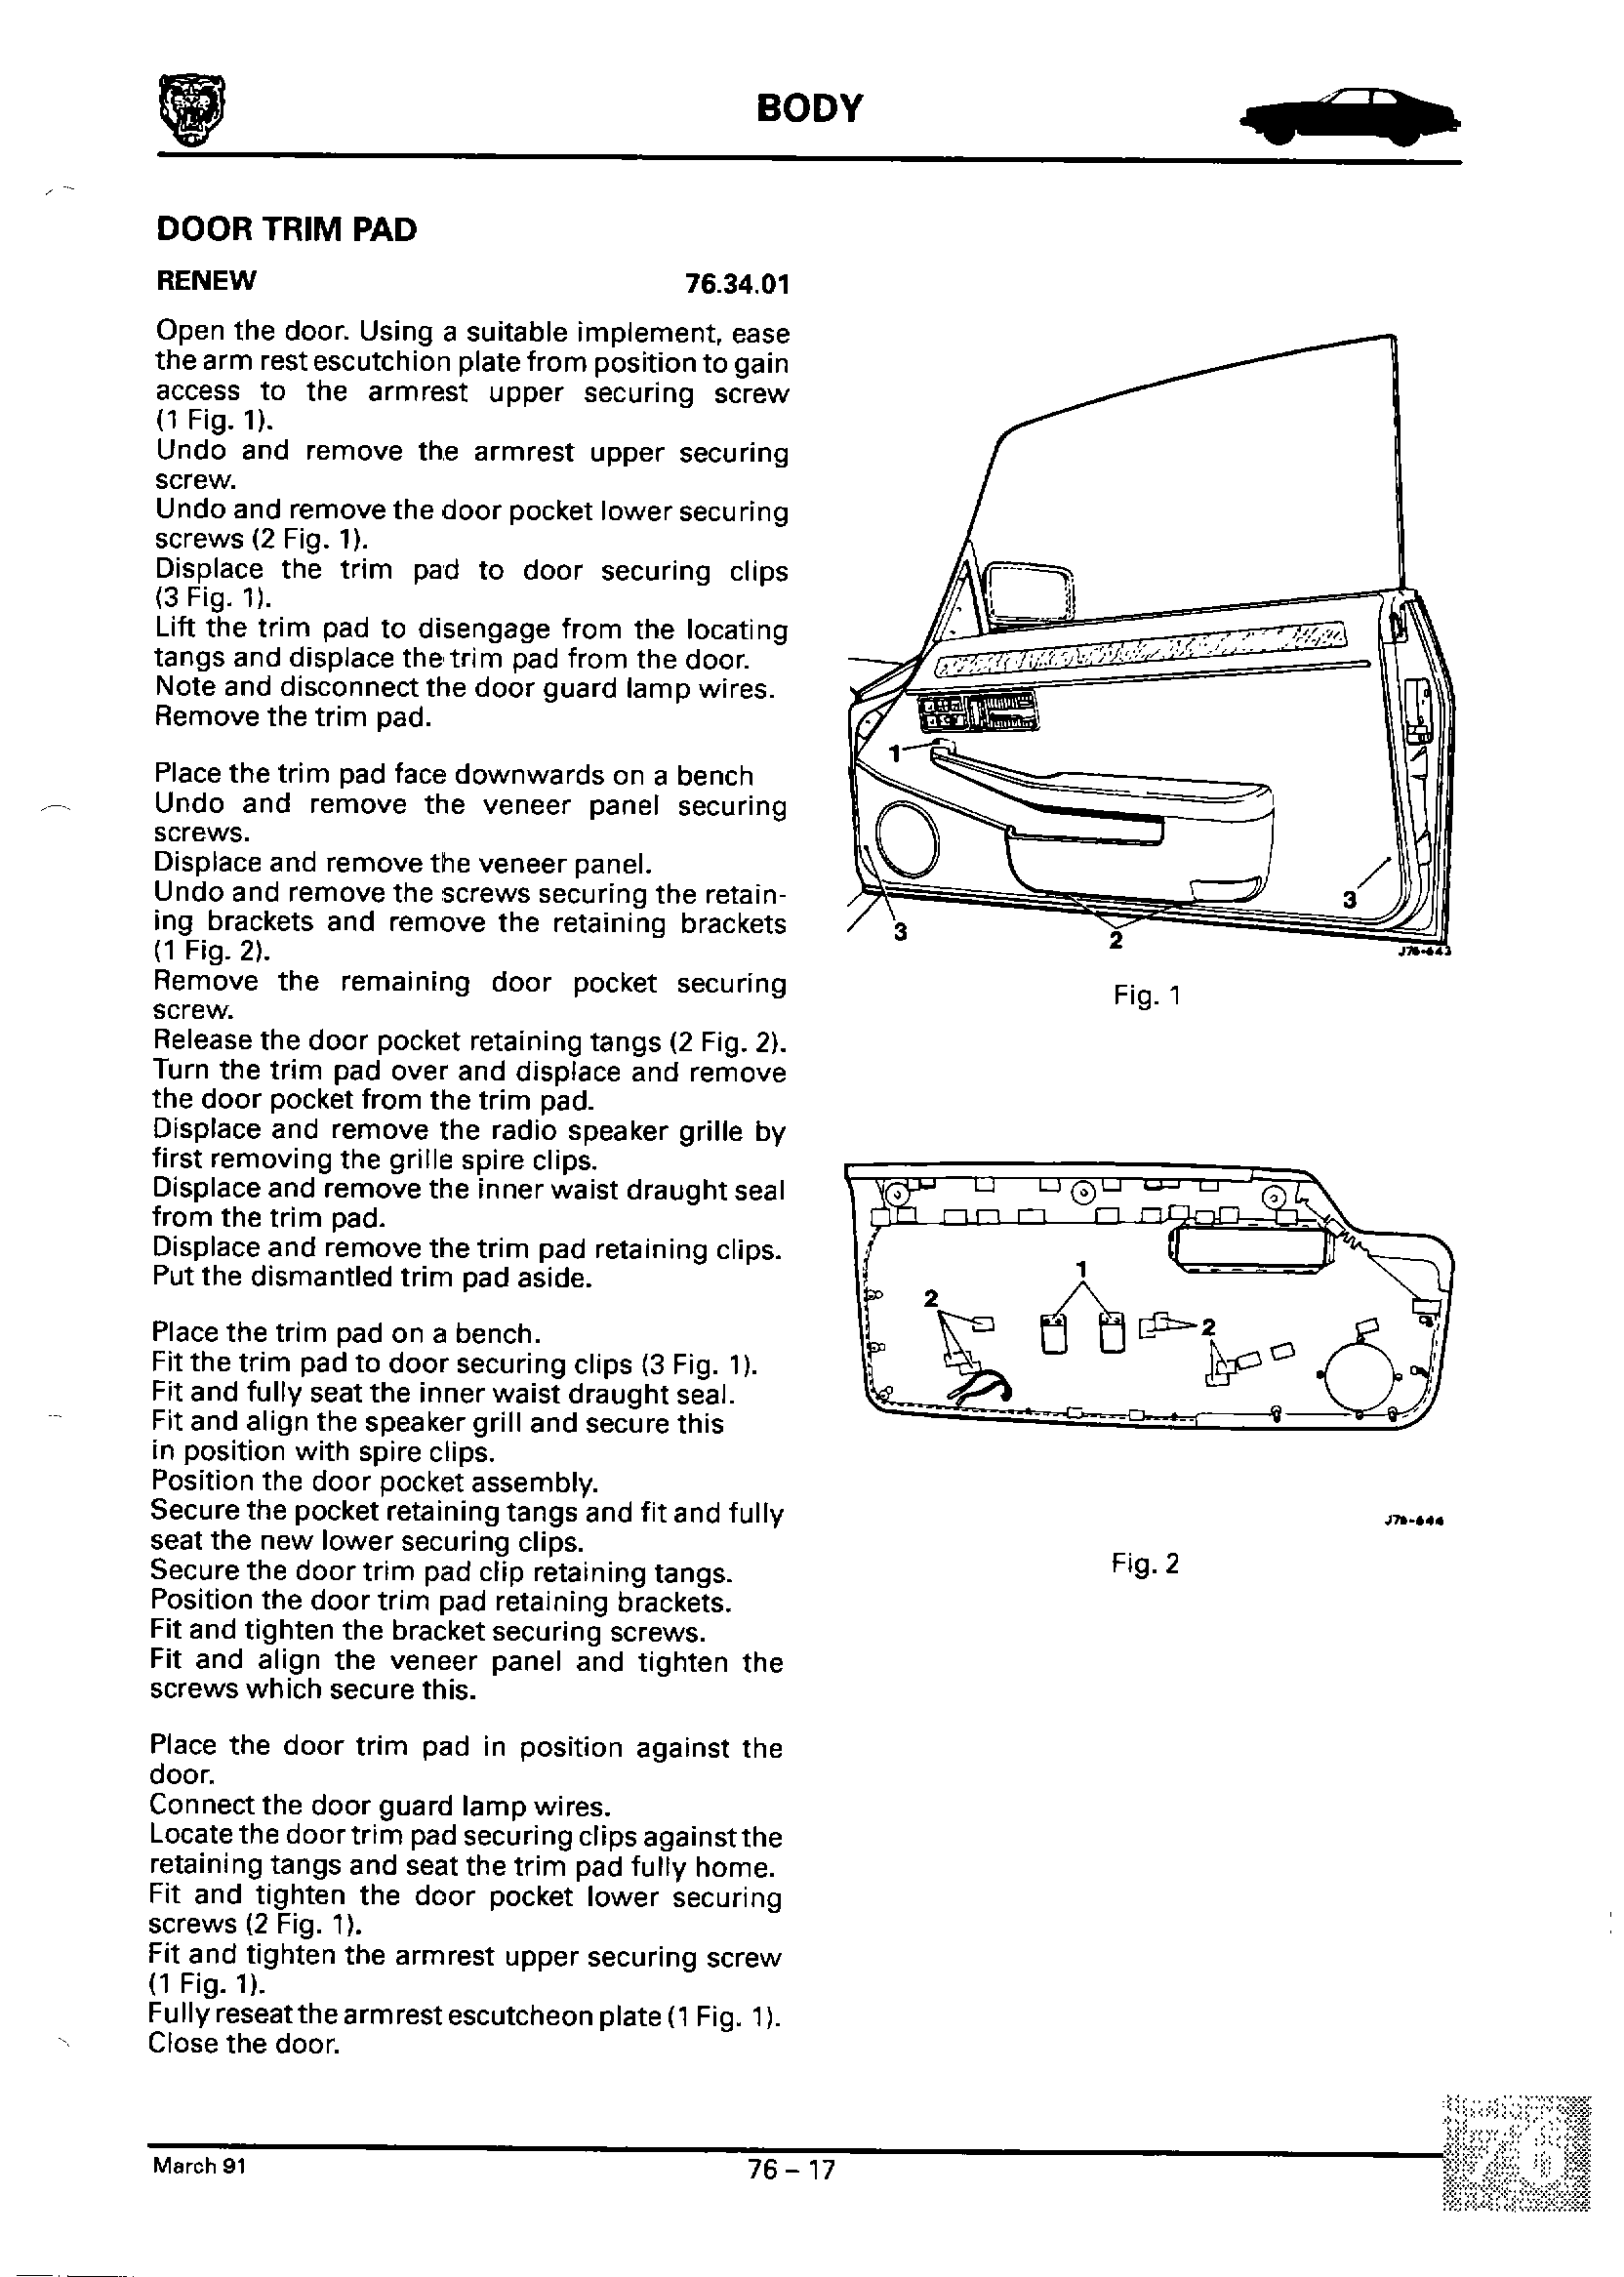 BODY
DOOR TRIM PAD
RENEW 76.34.01
Open the door. Using a suitable implement, ease
the arm rest escutchion plate from position to gain
access to the armrest upper securing screw
(1 Fig. 1).
Undo and remove the armrest upper securing
screw.
Undo and remove the door pocket lower securing
screws (2 Fig. 1).
Displace the trim pad to door securing clips
(3 Fig. 1).
Lift the trim pad to disengage from the locating
tangs and displace the trim pad from the door.
Note and disconnect the door guard lamp wires.
Remove the trim pad.
Place the trim pad face downwards on a bench
Undo and remove the veneer panel securing
screws.
Displace and remove the veneer panel.
Undo and remove the screws securing the retain-
ing brackets and remove the retaining brackets
(1 Fig. 2).
Remove the remaining door pocket securing
screw.
Release the door pocket retaining tangs (2 Fig. 2).
Turn the trim pad over and displace and remove
the door pocket from the trim pad.
Displace and remove the radio speaker grille by
first removing the grille spire clips.
Displace and remove the inner waist draught seal
from the trim pad.
Displace and remove the trim pad retaining clips.
Put the dismantled trim pad aside.
Place the trim pad on a bench.
Fit the trim pad to door securing clips (3 Fig. 1).
Fit and fully seat the inner waist draught seal.
Fit and align the speaker grill and secure this
in position with spire clips.
Position the door pocket assembly.
Secure the pocket retaining tangs and fit and fully
seat the new lower securing clips.
Secure the door trim pad clip retaining tangs.
Position the door trim pad retaining brackets.
Fit and tighten the bracket securing screws.
Fit and align the veneer panel and tighten the
screws which secure this.
Place the door trim pad in position against the
door.
Connect the door guard lamp wires.
Locate the door trim pad securing clips against the
retaining tangs and seat the trim pad fully home.
Fit and tighten the door pocket lower securing
screws (2 Fig. 1).
Fit and tighten the armrest upper securing screw
(1 Fig. 1).
Fully reseat the armrest escutcheon plate (1 Fig. 1).
Close the door.
1
3
2
3
J76-643
Fig. 1
1
2
2
J76-644
Fig. 2
March 91
76 – 17
76